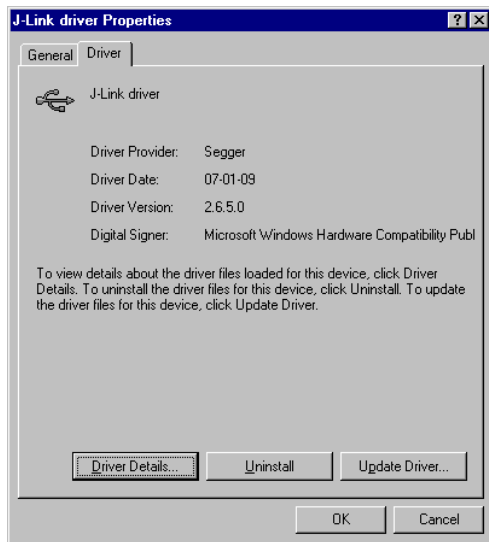 J-Link driver Properties
General Driver
J-Link driver
Driver Provider: Segger
Driver Date: 07-01-09
Driver Version: 2.6.5.0
Digital Signer: Microsoft Windows Hardware Compatibility Publ
To view details about the driver files loaded for this device, click Driver
Details. To uninstall the driver files for this device, click Uninstall. To update
the driver files for this device, click Update Driver.
Driver Details... Uninstall Update Driver...
OK Cancel